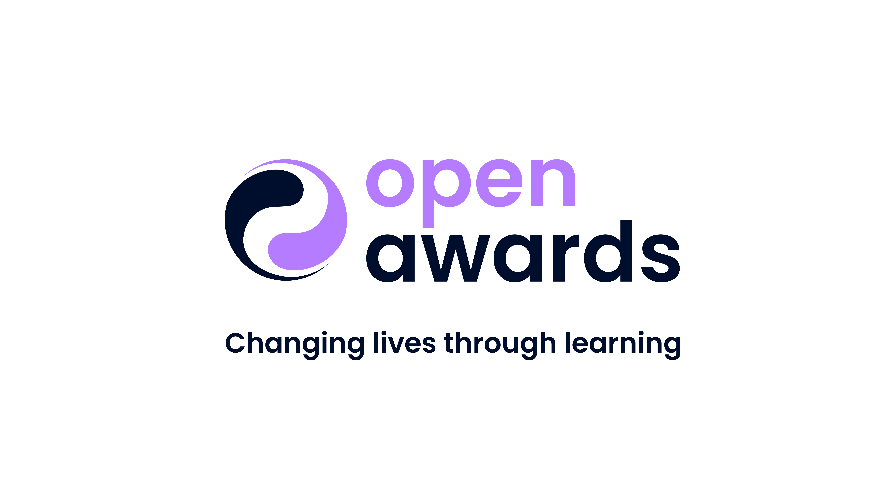 open
awards
Changing lives through learning